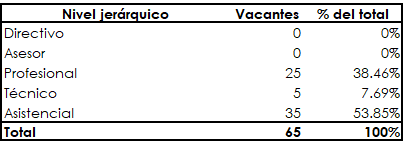 Nivel jerárquico Vacantes % del total
Directivo 0 0%
Asesor 0 0%
Profesional 25 38.46%
Técnico 5 7.69%
Asistencial 35 53.85%
Total 65 100%